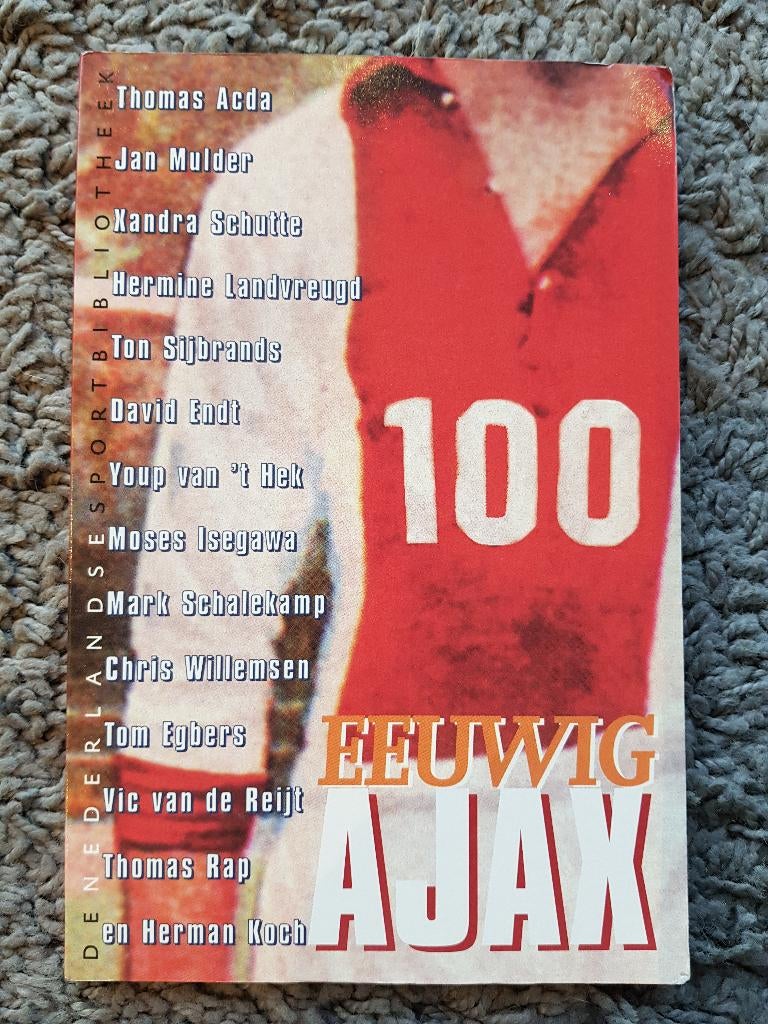 DE NEDERLANDSE SPORTBIBLIOTHEEK
Thomas Acda
Jan Mulder
Xandra Schutte
Hermine Landvreugd
Ton Sijbrands
David Endt
Youp van 't Hek
Moses Isegawa
Mark Schalekamp
Chris Willemsen
Tom Egbers
Vic van de Reijt
Thomas Rap
en Herman Koch
100
EEUWIG
AJAX